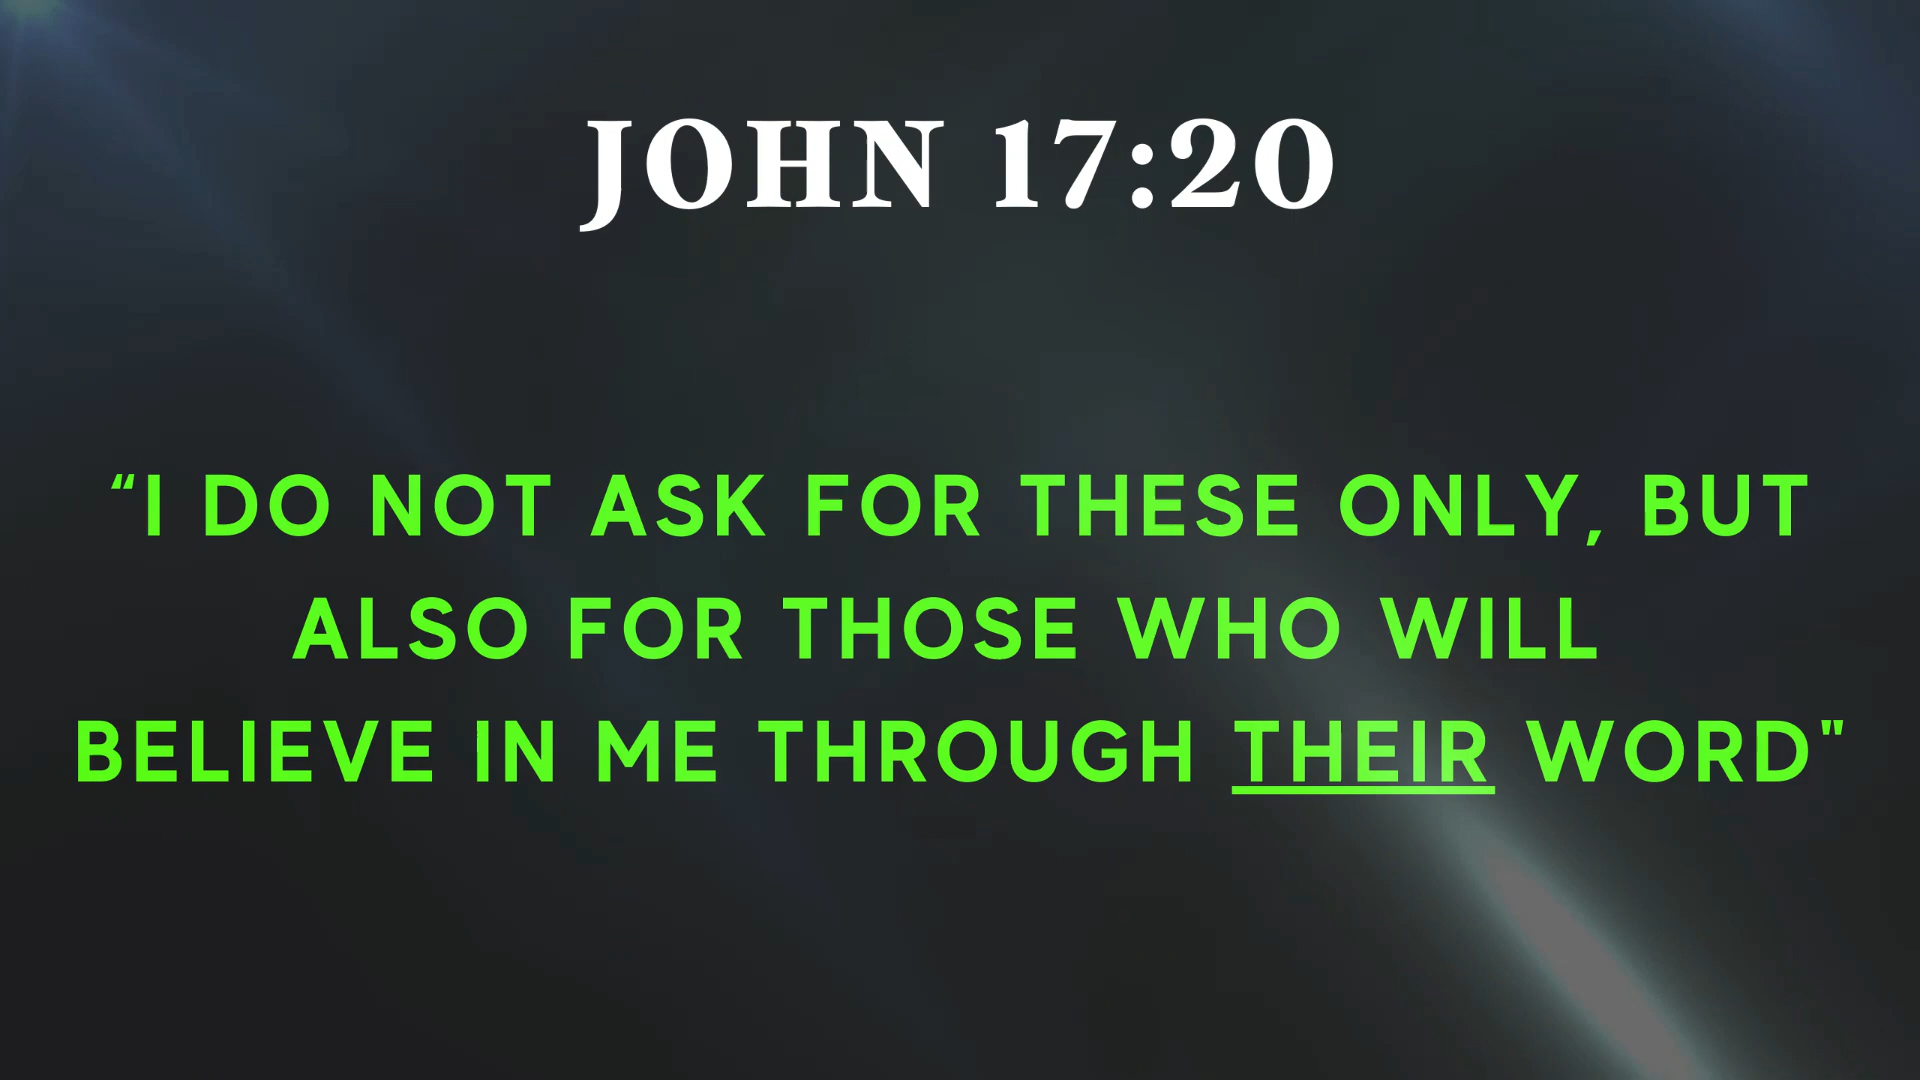 JOHN 17:20
“I DO NOT ASK FOR THESE ONLY, BUT
ALSO FOR THOSE WHO WILL
BELIEVE IN ME THROUGH THEIR WORD"